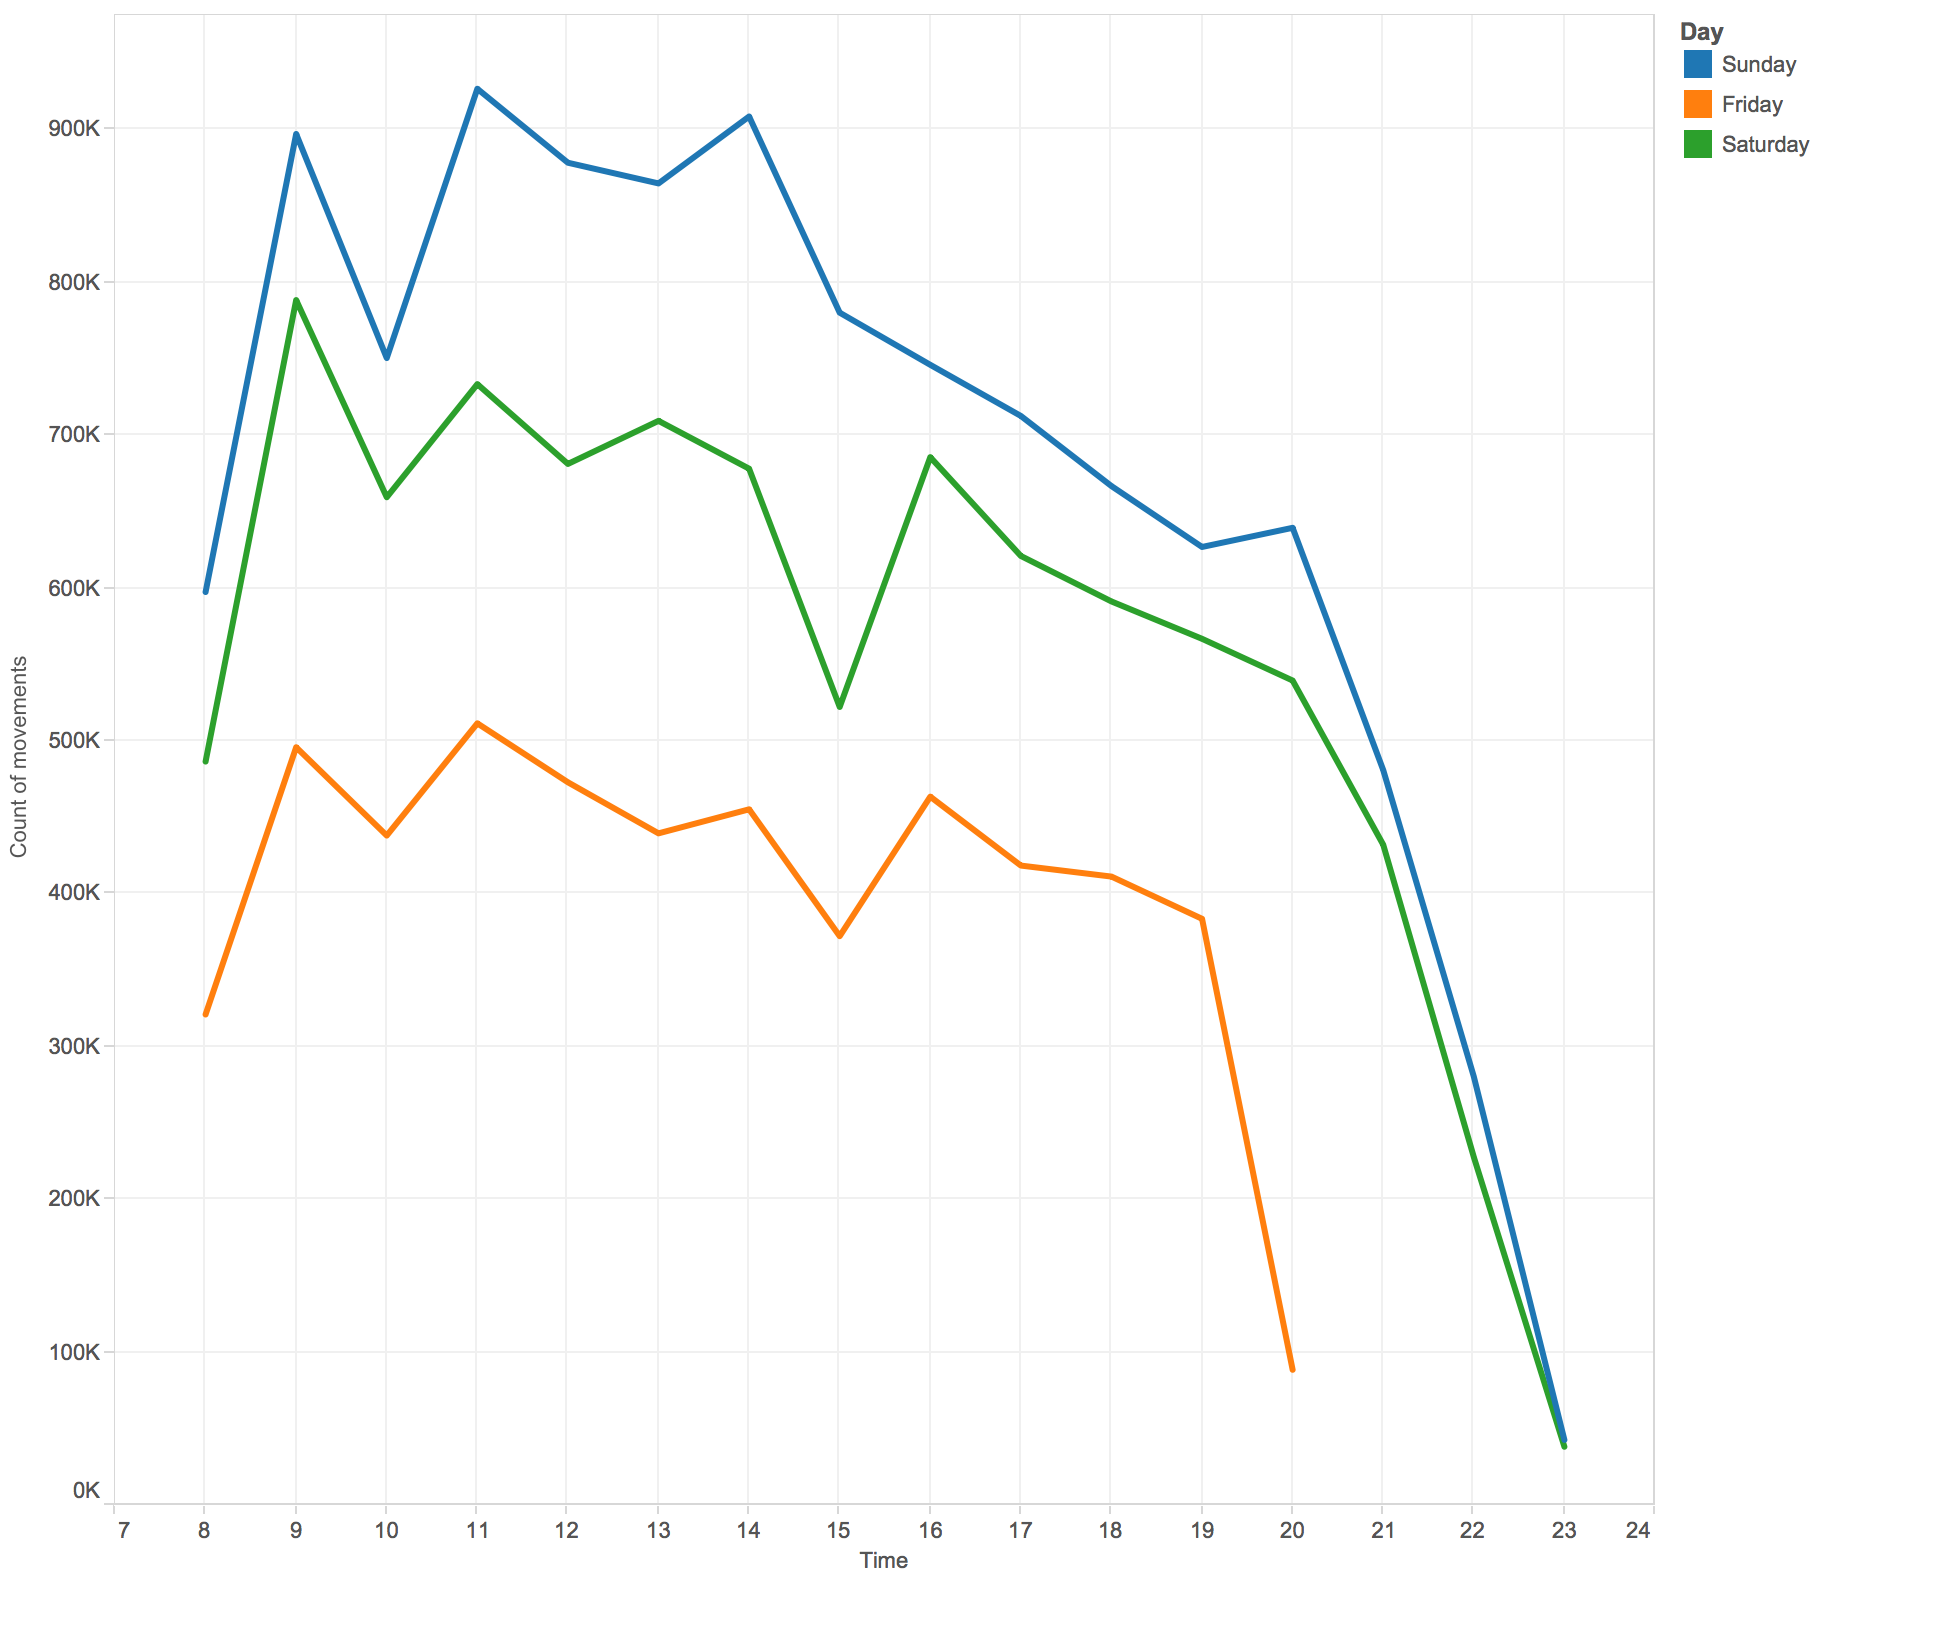 Day
Sunday
Friday
Saturday
900K
800K
700K
600K
500K
400K
300K
200K
100K
0K
Count of movements
7 8 9 10 11 12 13 14 15 16 17 18 19 20 21 22 23 24
Time